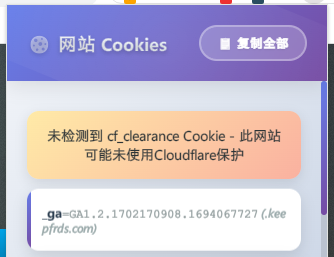 网站 Cookies
复制全部
未检测到 cf_clearance Cookie - 此网站
可能未使用Cloudflare保护
_ga=GA1.2.1702170908.1694067727 (.kee
pfrds.com)